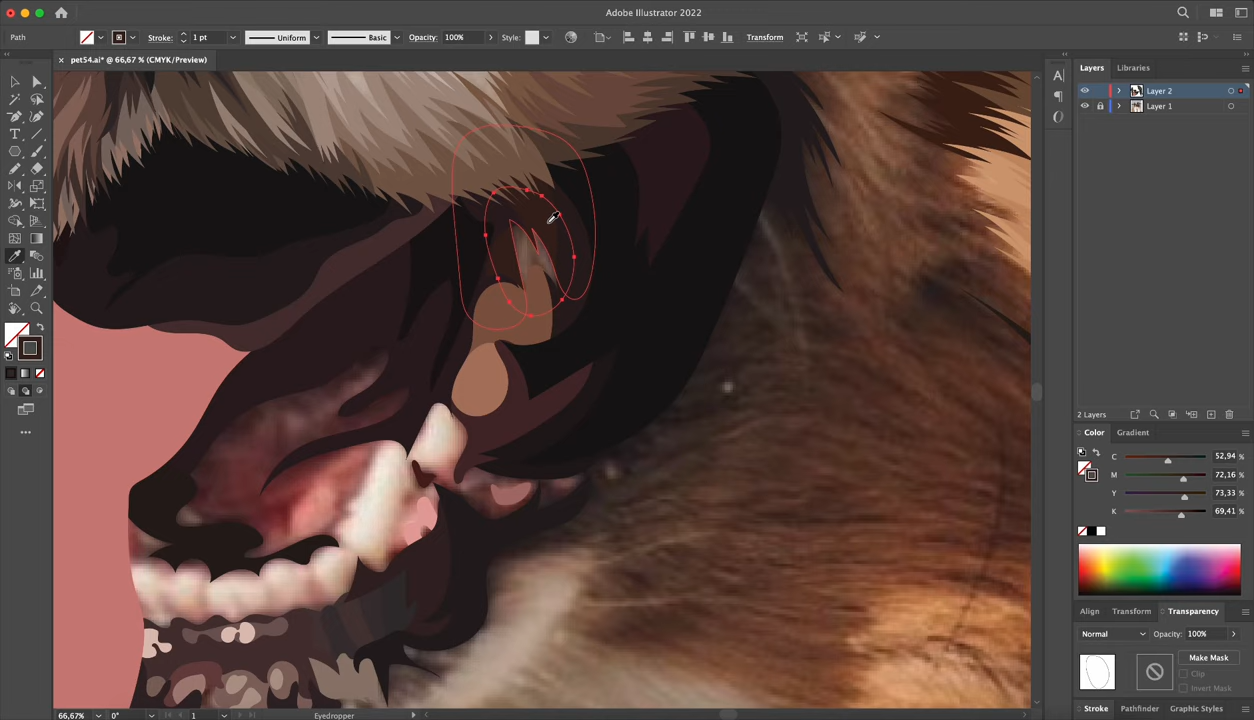 Adobe Illustrator 2022
Path
Stroke:
1 pt
Uniform
Basic
Opacity:
100%
Style:
Transform
pet54.ai* @ 66,67 % (CMYK/Preview)
Layers
Libraries
Layer 2
Layer 1
2 Layers
Color
Gradient
C
52,94
%
M
72,16
%
Y
73,33
%
K
69,41
%
Align
Transform
Transparency
Normal
Opacity:
100%
Make Mask
Clip
Invert Mask
Stroke
Pathfinder
Graphic Styles
66,67%
0°
1
Eyedropper